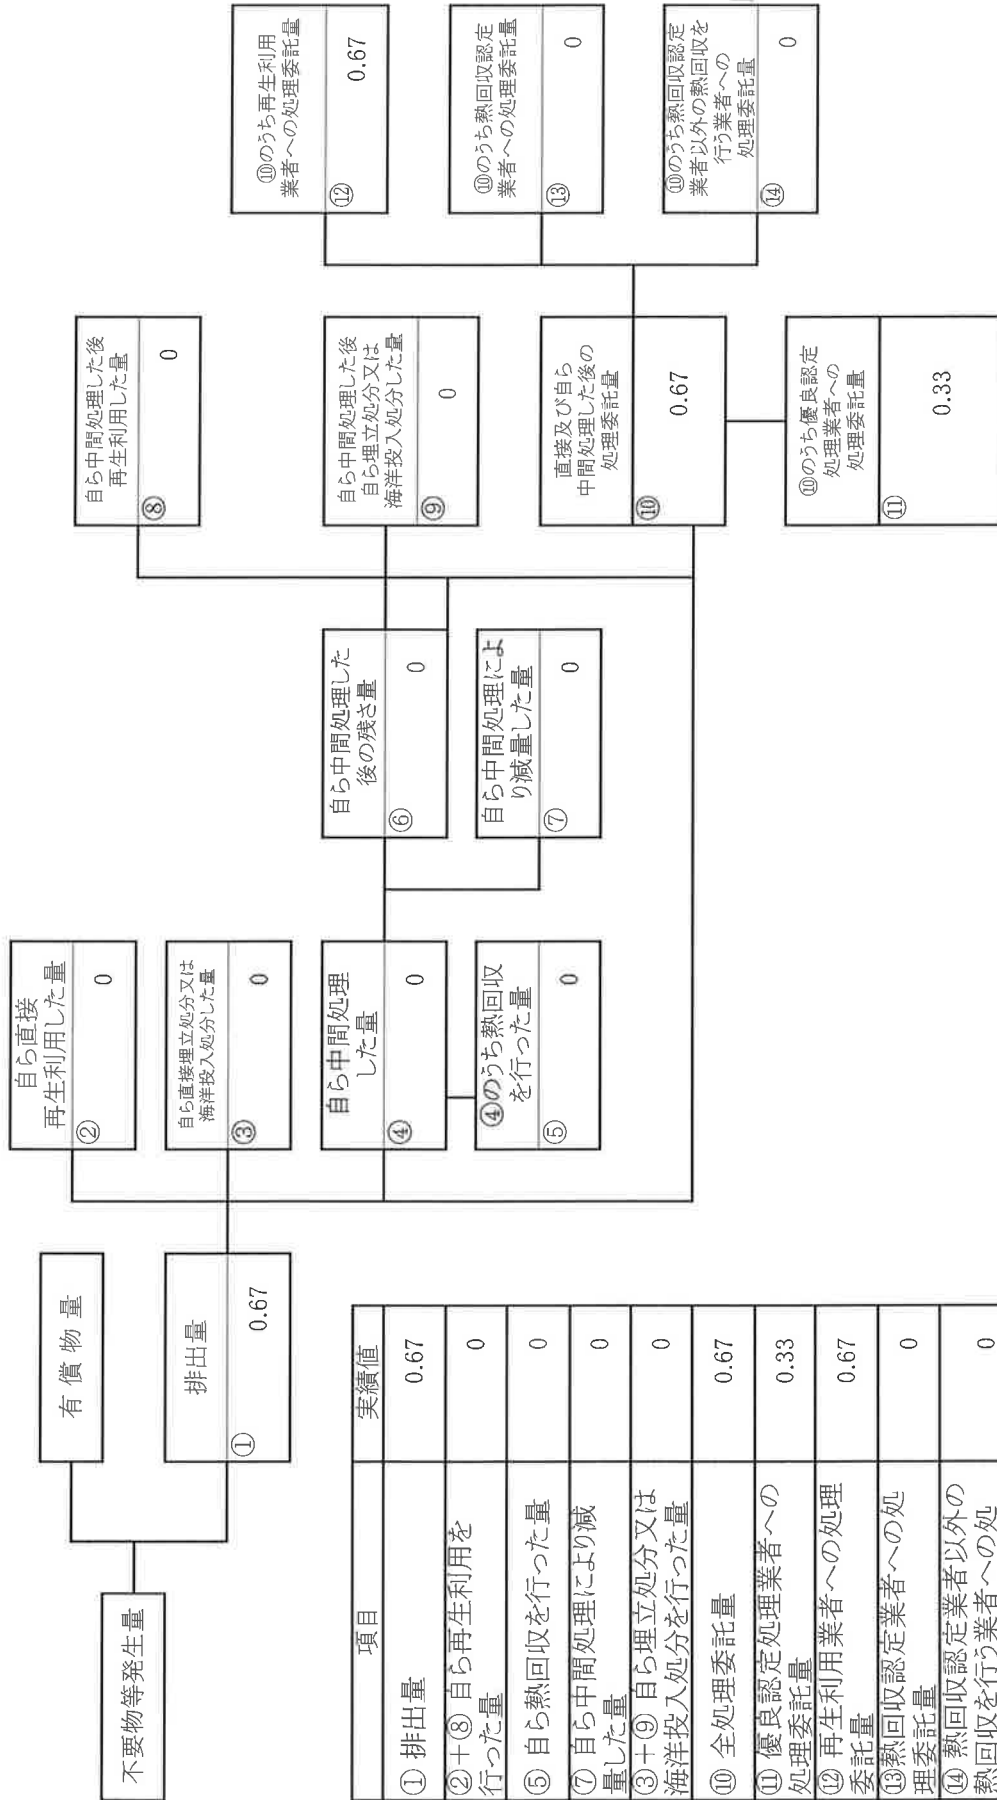 不要物等発生量
有償物量
排出量
①
0.67
自ら直接
再生利用した量
②
0
自ら直接埋立処分又は
海洋投入処分した量
③
0
自ら中間処理
した量
④
0
④のうち熱回収
を行った量
⑤
0
自ら中間処理した
後の残さ量
⑥
0
自ら中間処理によ
り減量した量
⑦
0
自ら中間処理した後
再生利用した量
⑧
0
自ら中間処理した後
自ら埋立処分又は
海洋投入処分した量
⑨
0
直接及び自ら
中間処理した後の
処理委託量
⑩
0.67
⑩のうち優良認定
処理業者への
処理委託量
⑪
0.33
⑩のうち再生利用
業者への処理委託量
⑫
0.67
⑩のうち熱回収認定
業者への処理委託量
⑬
0
⑩のうち熱回収認定
業者以外の熱回収を
行う業者への
処理委託量
⑭
0
項目 実績値
① 排出量 0.67
②+⑧ 自ら再生利用を
行った量 0
⑤ 自ら熱回収を行った量 0
⑦ 自ら中間処理により減
量した量 0
③+⑨ 自ら埋立処分又は
海洋投入処分を行った量 0
⑩ 全処理委託量 0.67
⑪ 優良認定処理業者への
処理委託量 0.33
⑫ 再生利用業者への処理
委託量 0.67
⑬熱回収認定業者への処
理委託量 0
⑭ 熱回収認定業者以外の
熱回収を行う業者への処 0